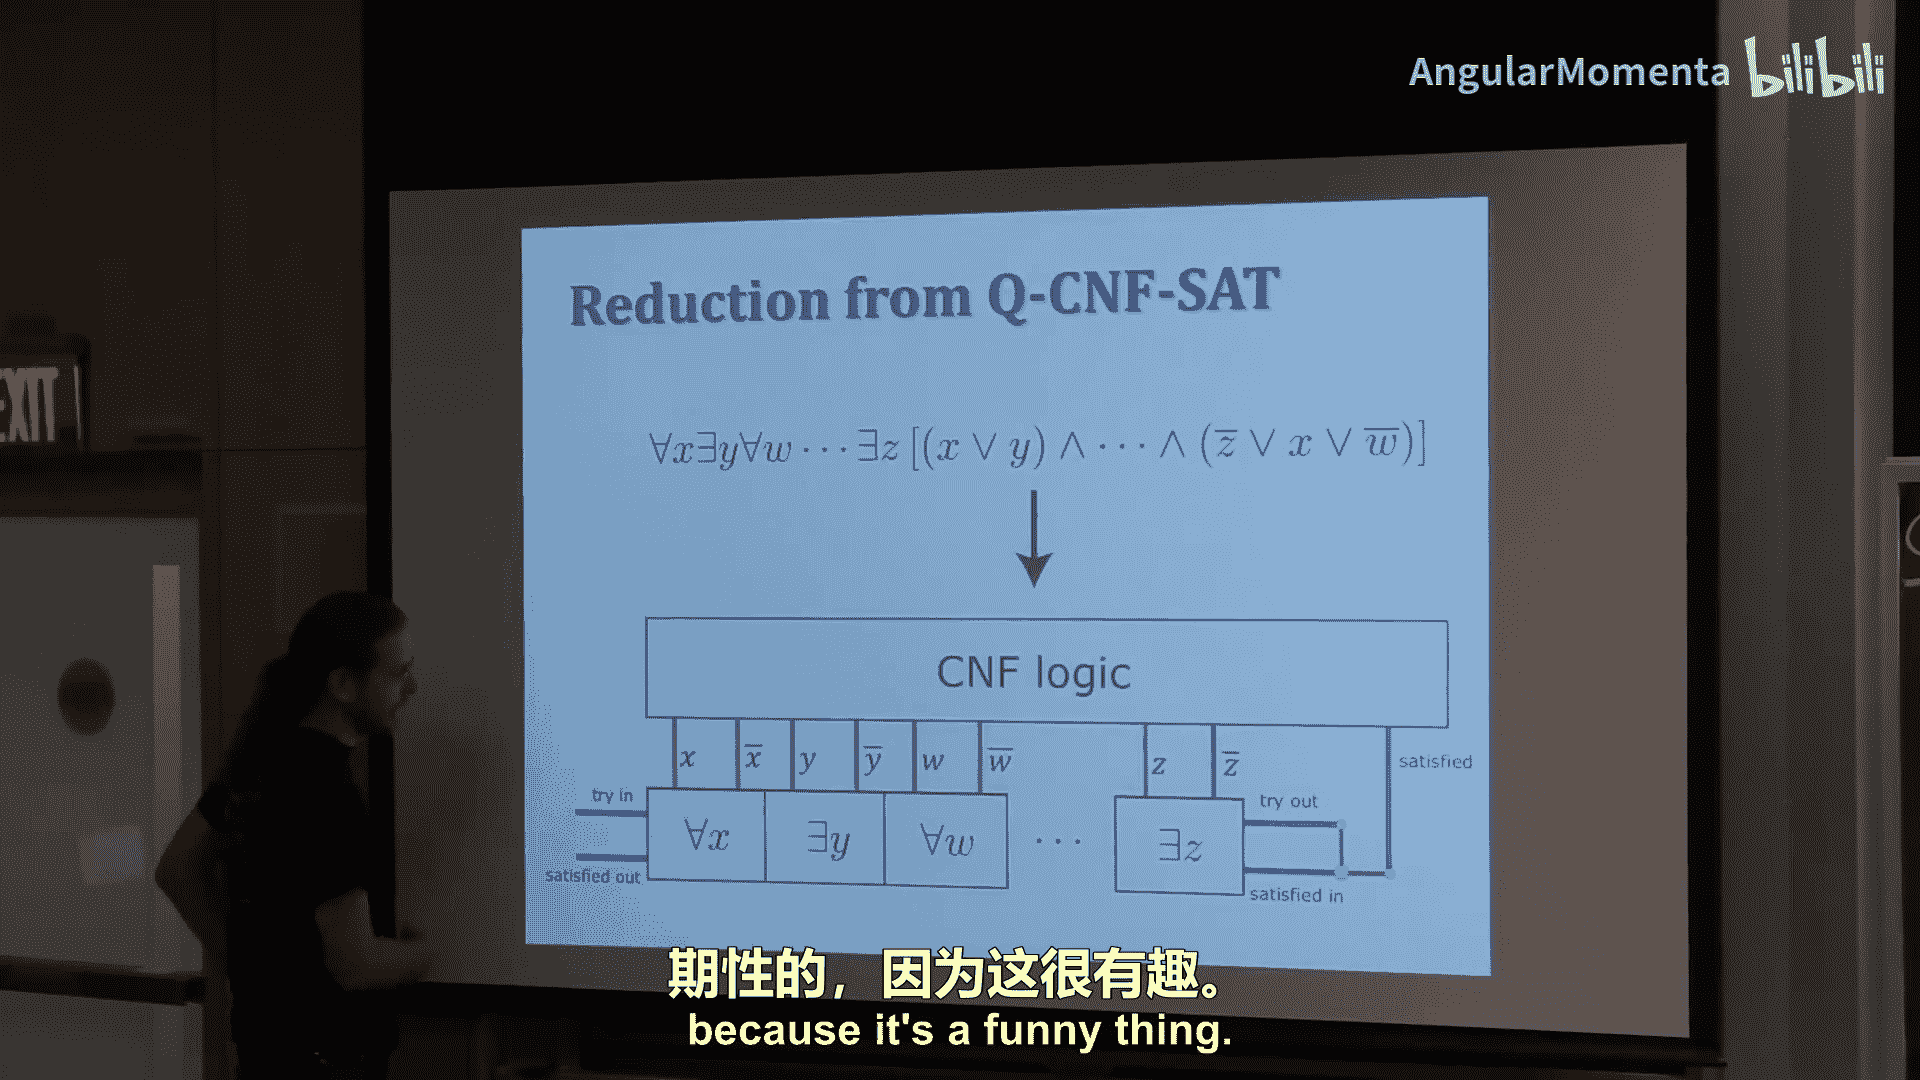 AngularMomenta bilibili
EXIT
Reduction from Q-CNF-SAT
∀x∃y∀w⋯∃z [(x ∨ y) ∧ ⋯ ∧ (z̅ ∨ x ∨ w̅)]
CNF logic
x x̅ y y̅ w w̅ z z̅ satisfied
try in try out
∀x ∃y ∀w ⋯ ∃z
satisfied out satisfied in
期性的，因为这很有趣。
because it's a funny thing.